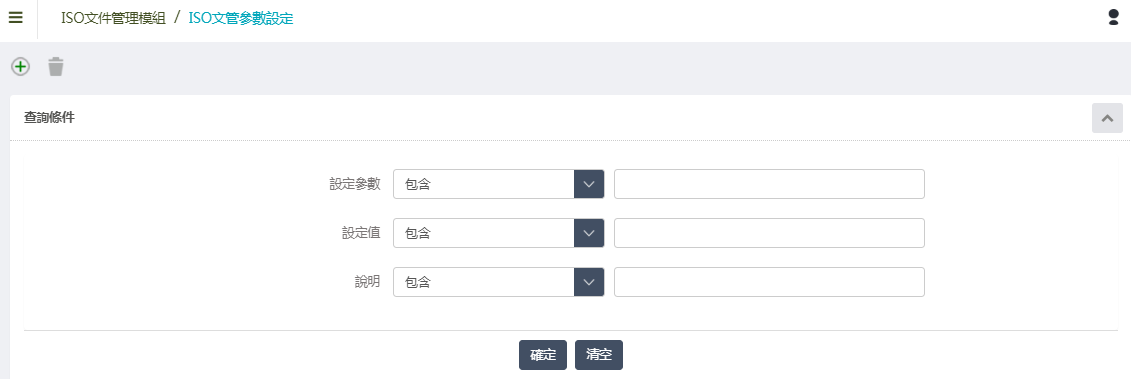 ISO文件管理模組 / ISO文管參數設定
查詢條件
設定參數 包含
設定值 包含
說明 包含
確定 清空